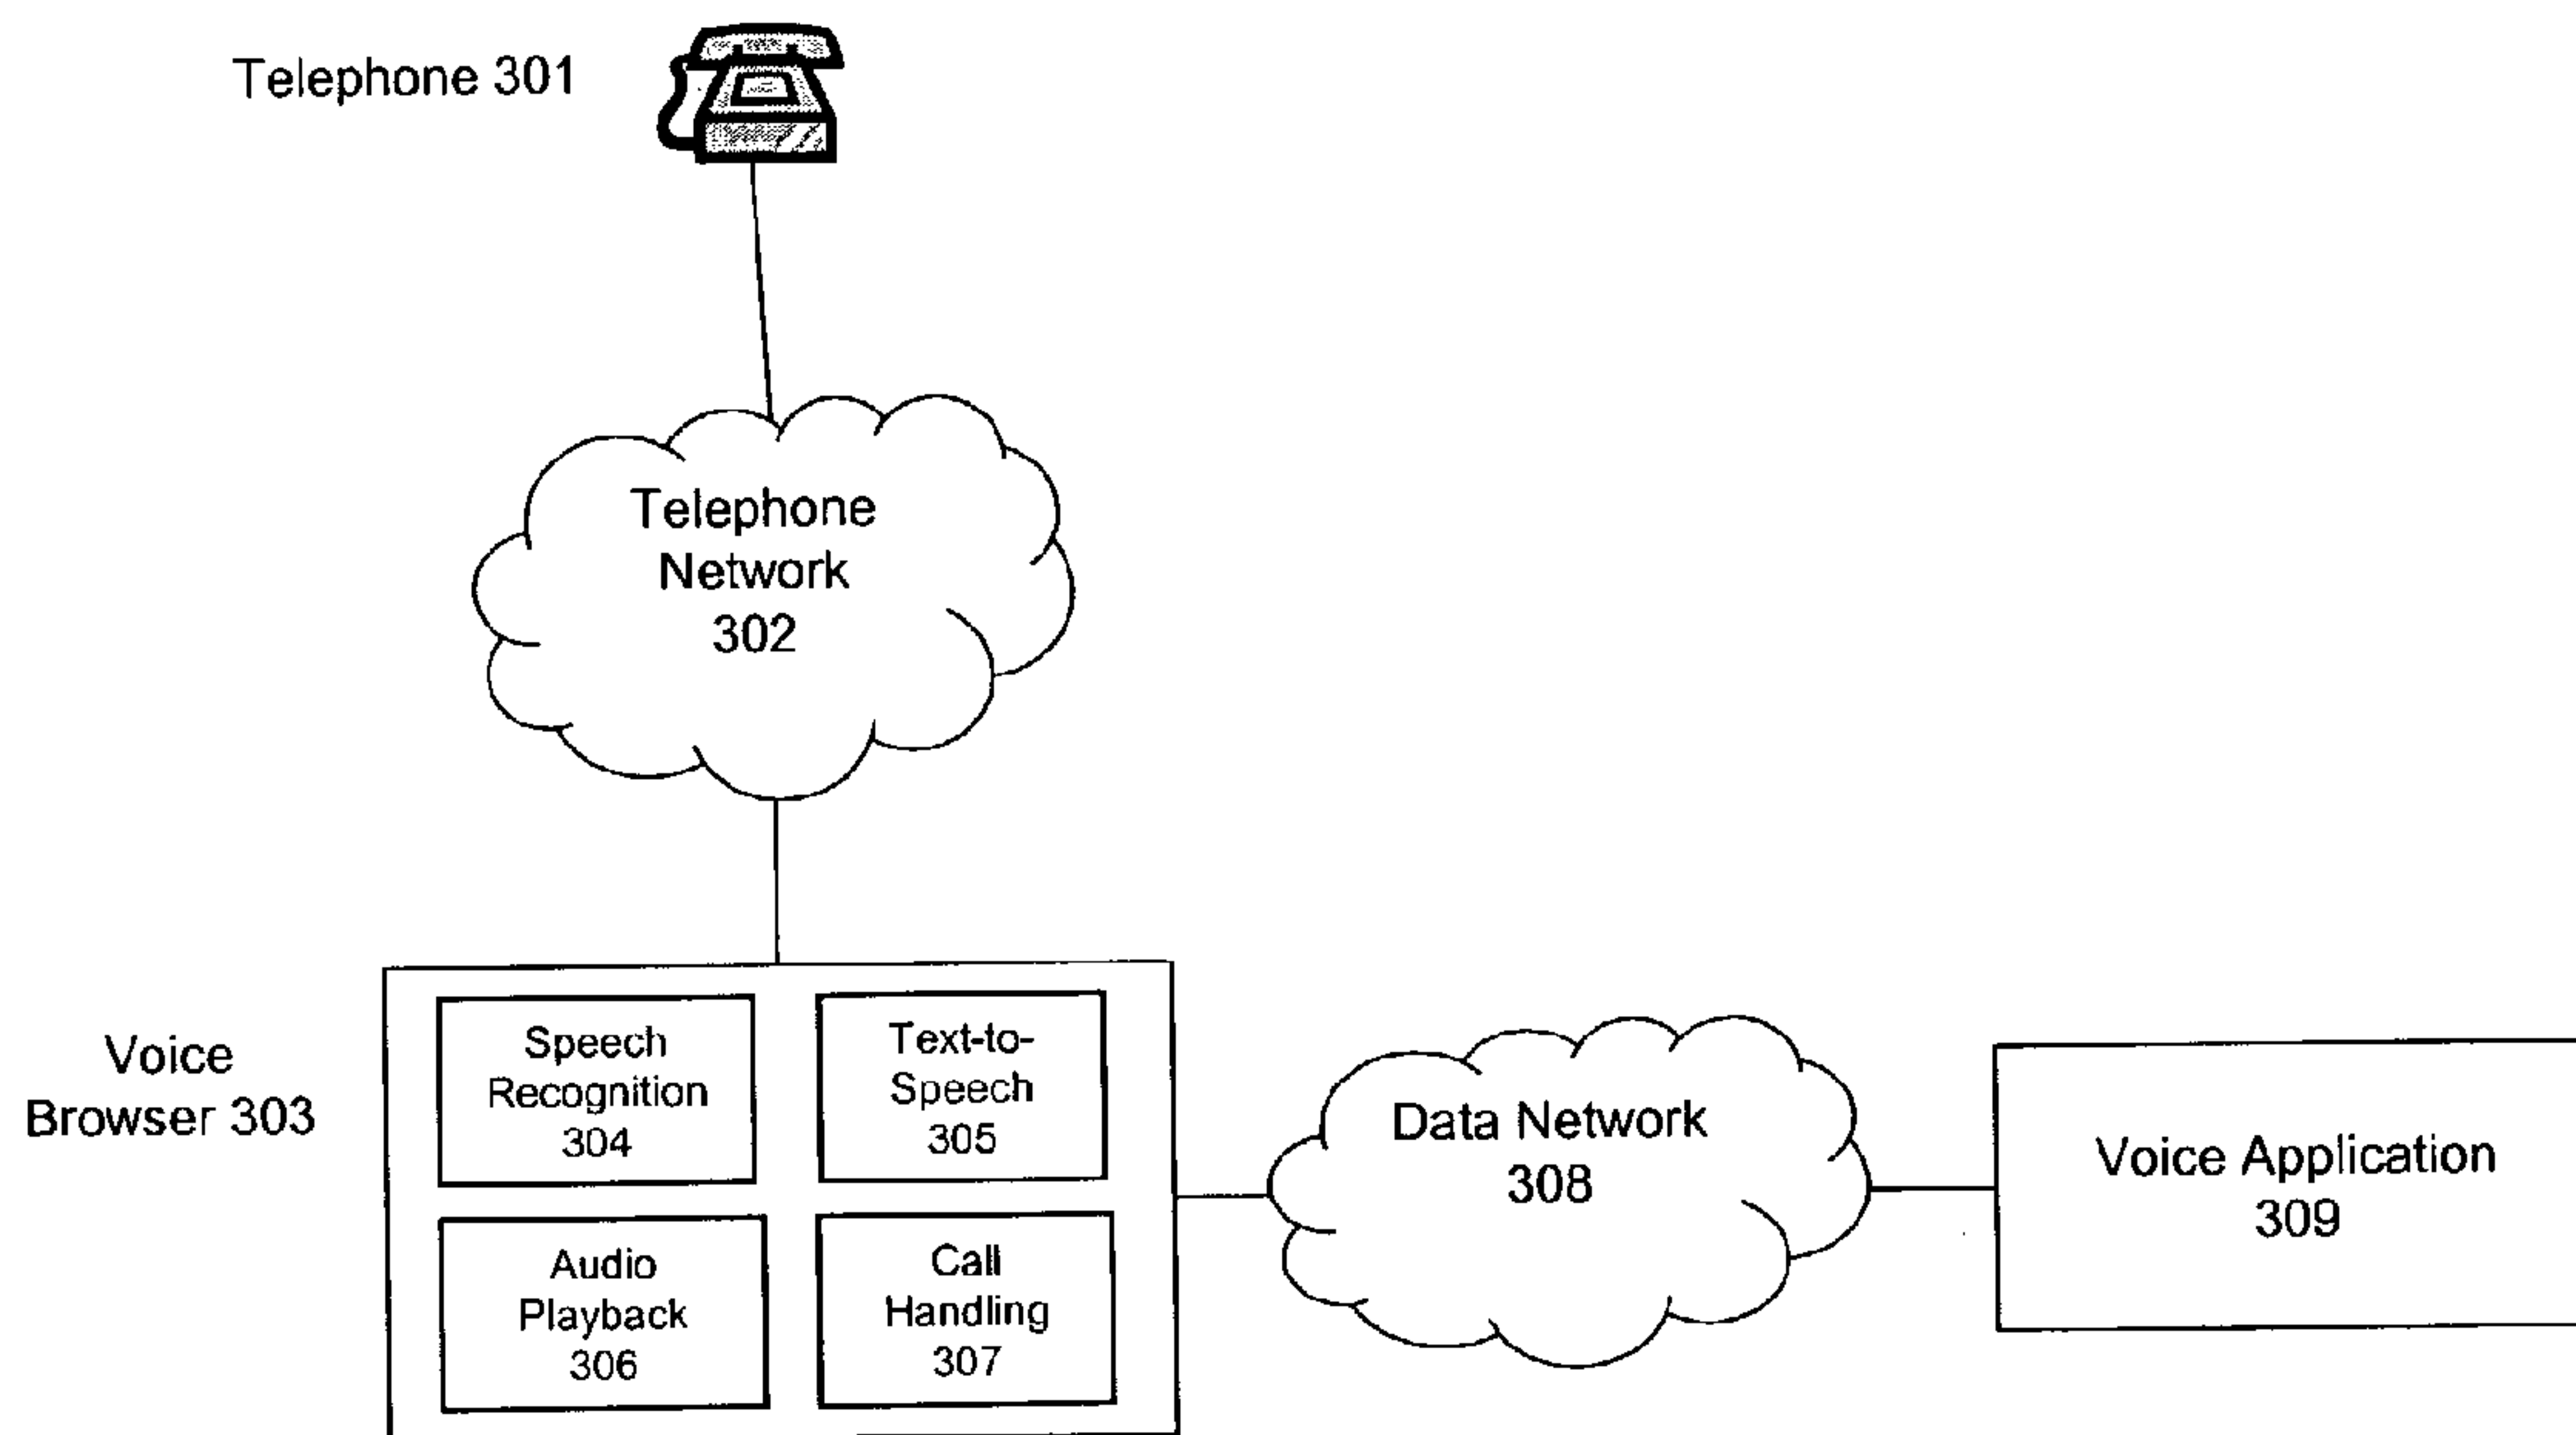 Telephone 301
Telephone
Network
302
Voice
Browser 303
Speech
Recognition
304
Text-to-
Speech
305
Audio
Playback
306
Call
Handling
307
Data Network
308
Voice Application
309